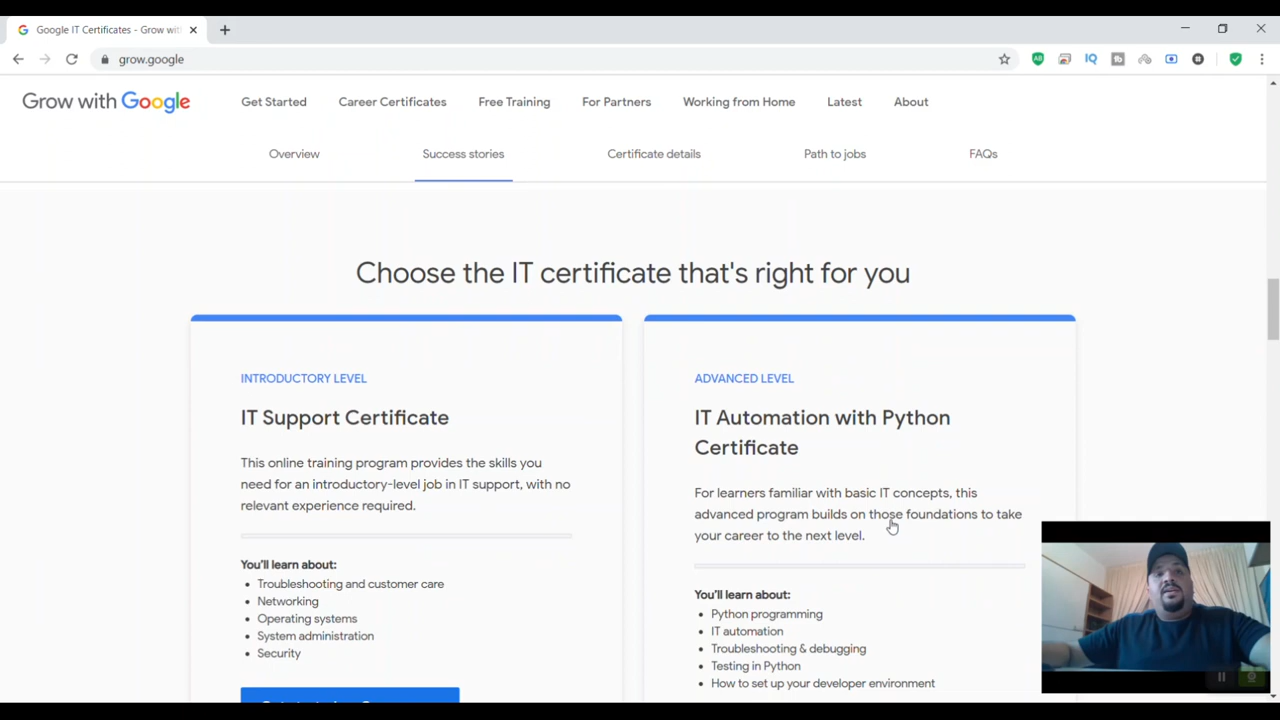 Google IT Certificates - Grow wit
grow.google
Grow with Google
Get Started Career Certificates Free Training For Partners Working from Home Latest About
Overview Success stories Certificate details Path to jobs FAQs
Choose the IT certificate that's right for you
INTRODUCTORY LEVEL
IT Support Certificate
This online training program provides the skills you
need for an introductory-level job in IT support, with no
relevant experience required.
You'll learn about:
• Troubleshooting and customer care
• Networking
• Operating systems
• System administration
• Security
ADVANCED LEVEL
IT Automation with Python
Certificate
For learners familiar with basic IT concepts, this
advanced program builds on those foundations to take
your career to the next level.
You'll learn about:
• Python programming
• IT automation
• Troubleshooting & debugging
• Testing in Python
• How to set up your developer environment